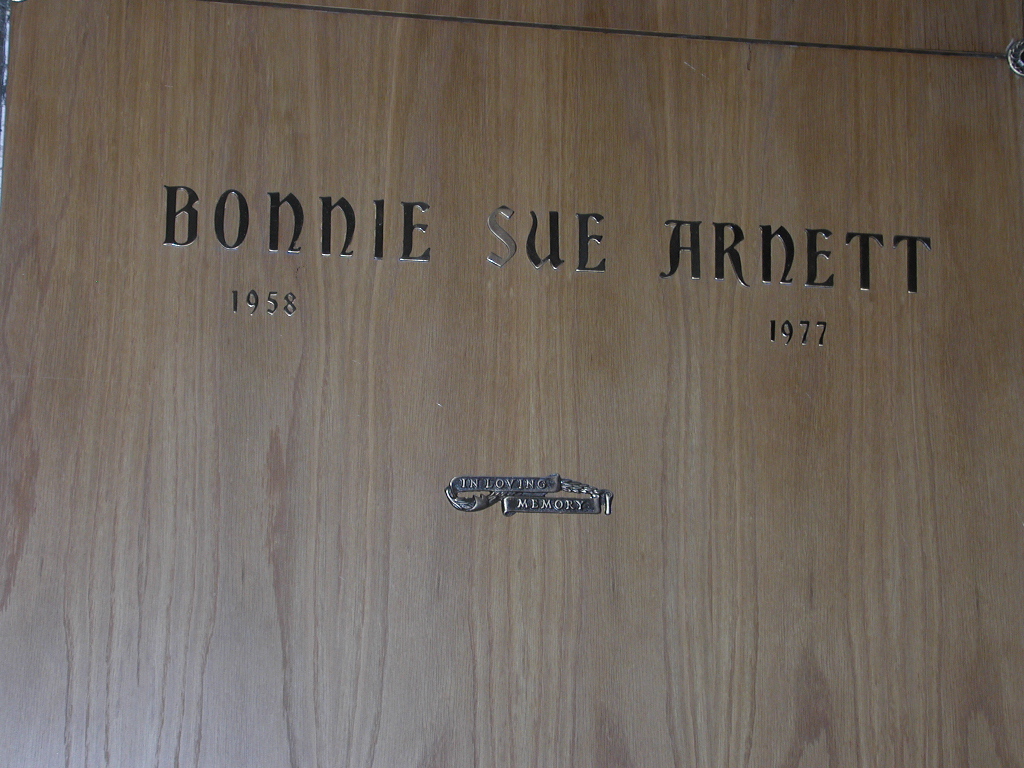 BONNIE SUE ARNETT
1958 1977
IN LOVING
MEMORY